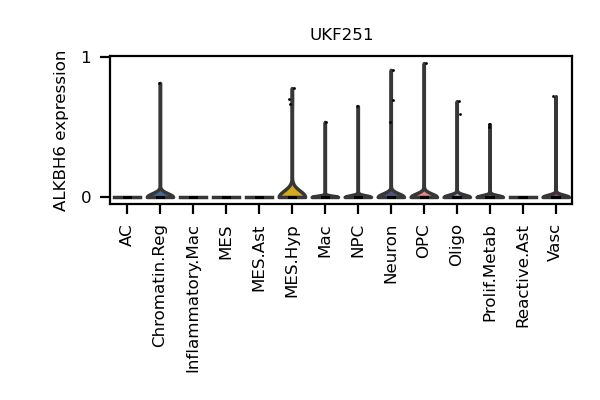 UKF251
ALKBH6 expression
1
0
AC
Chromatin.Reg
Inflammatory.Mac
MES
MES.Ast
MES.Hyp
Mac
NPC
Neuron
OPC
Oligo
Prolif.Metab
Reactive.Ast
Vasc